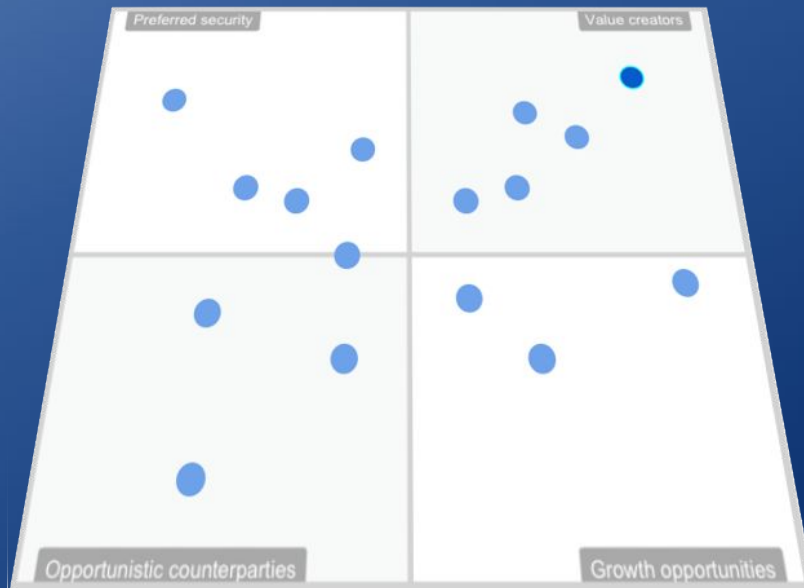 Preferred security
Value creators
Opportunistic counterparties
Growth opportunities